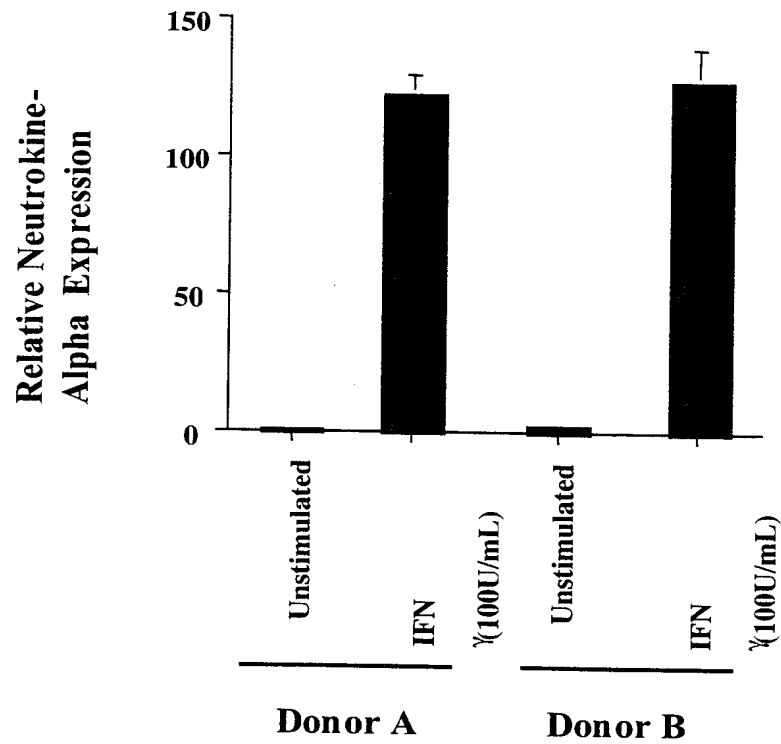 Relative Neutrokine-
Alpha Expression
150
100
50
0
Unstimulated
IFN
γ(100U/mL)
Unstimulated
IFN
γ(100U/mL)
Donor A
Donor B